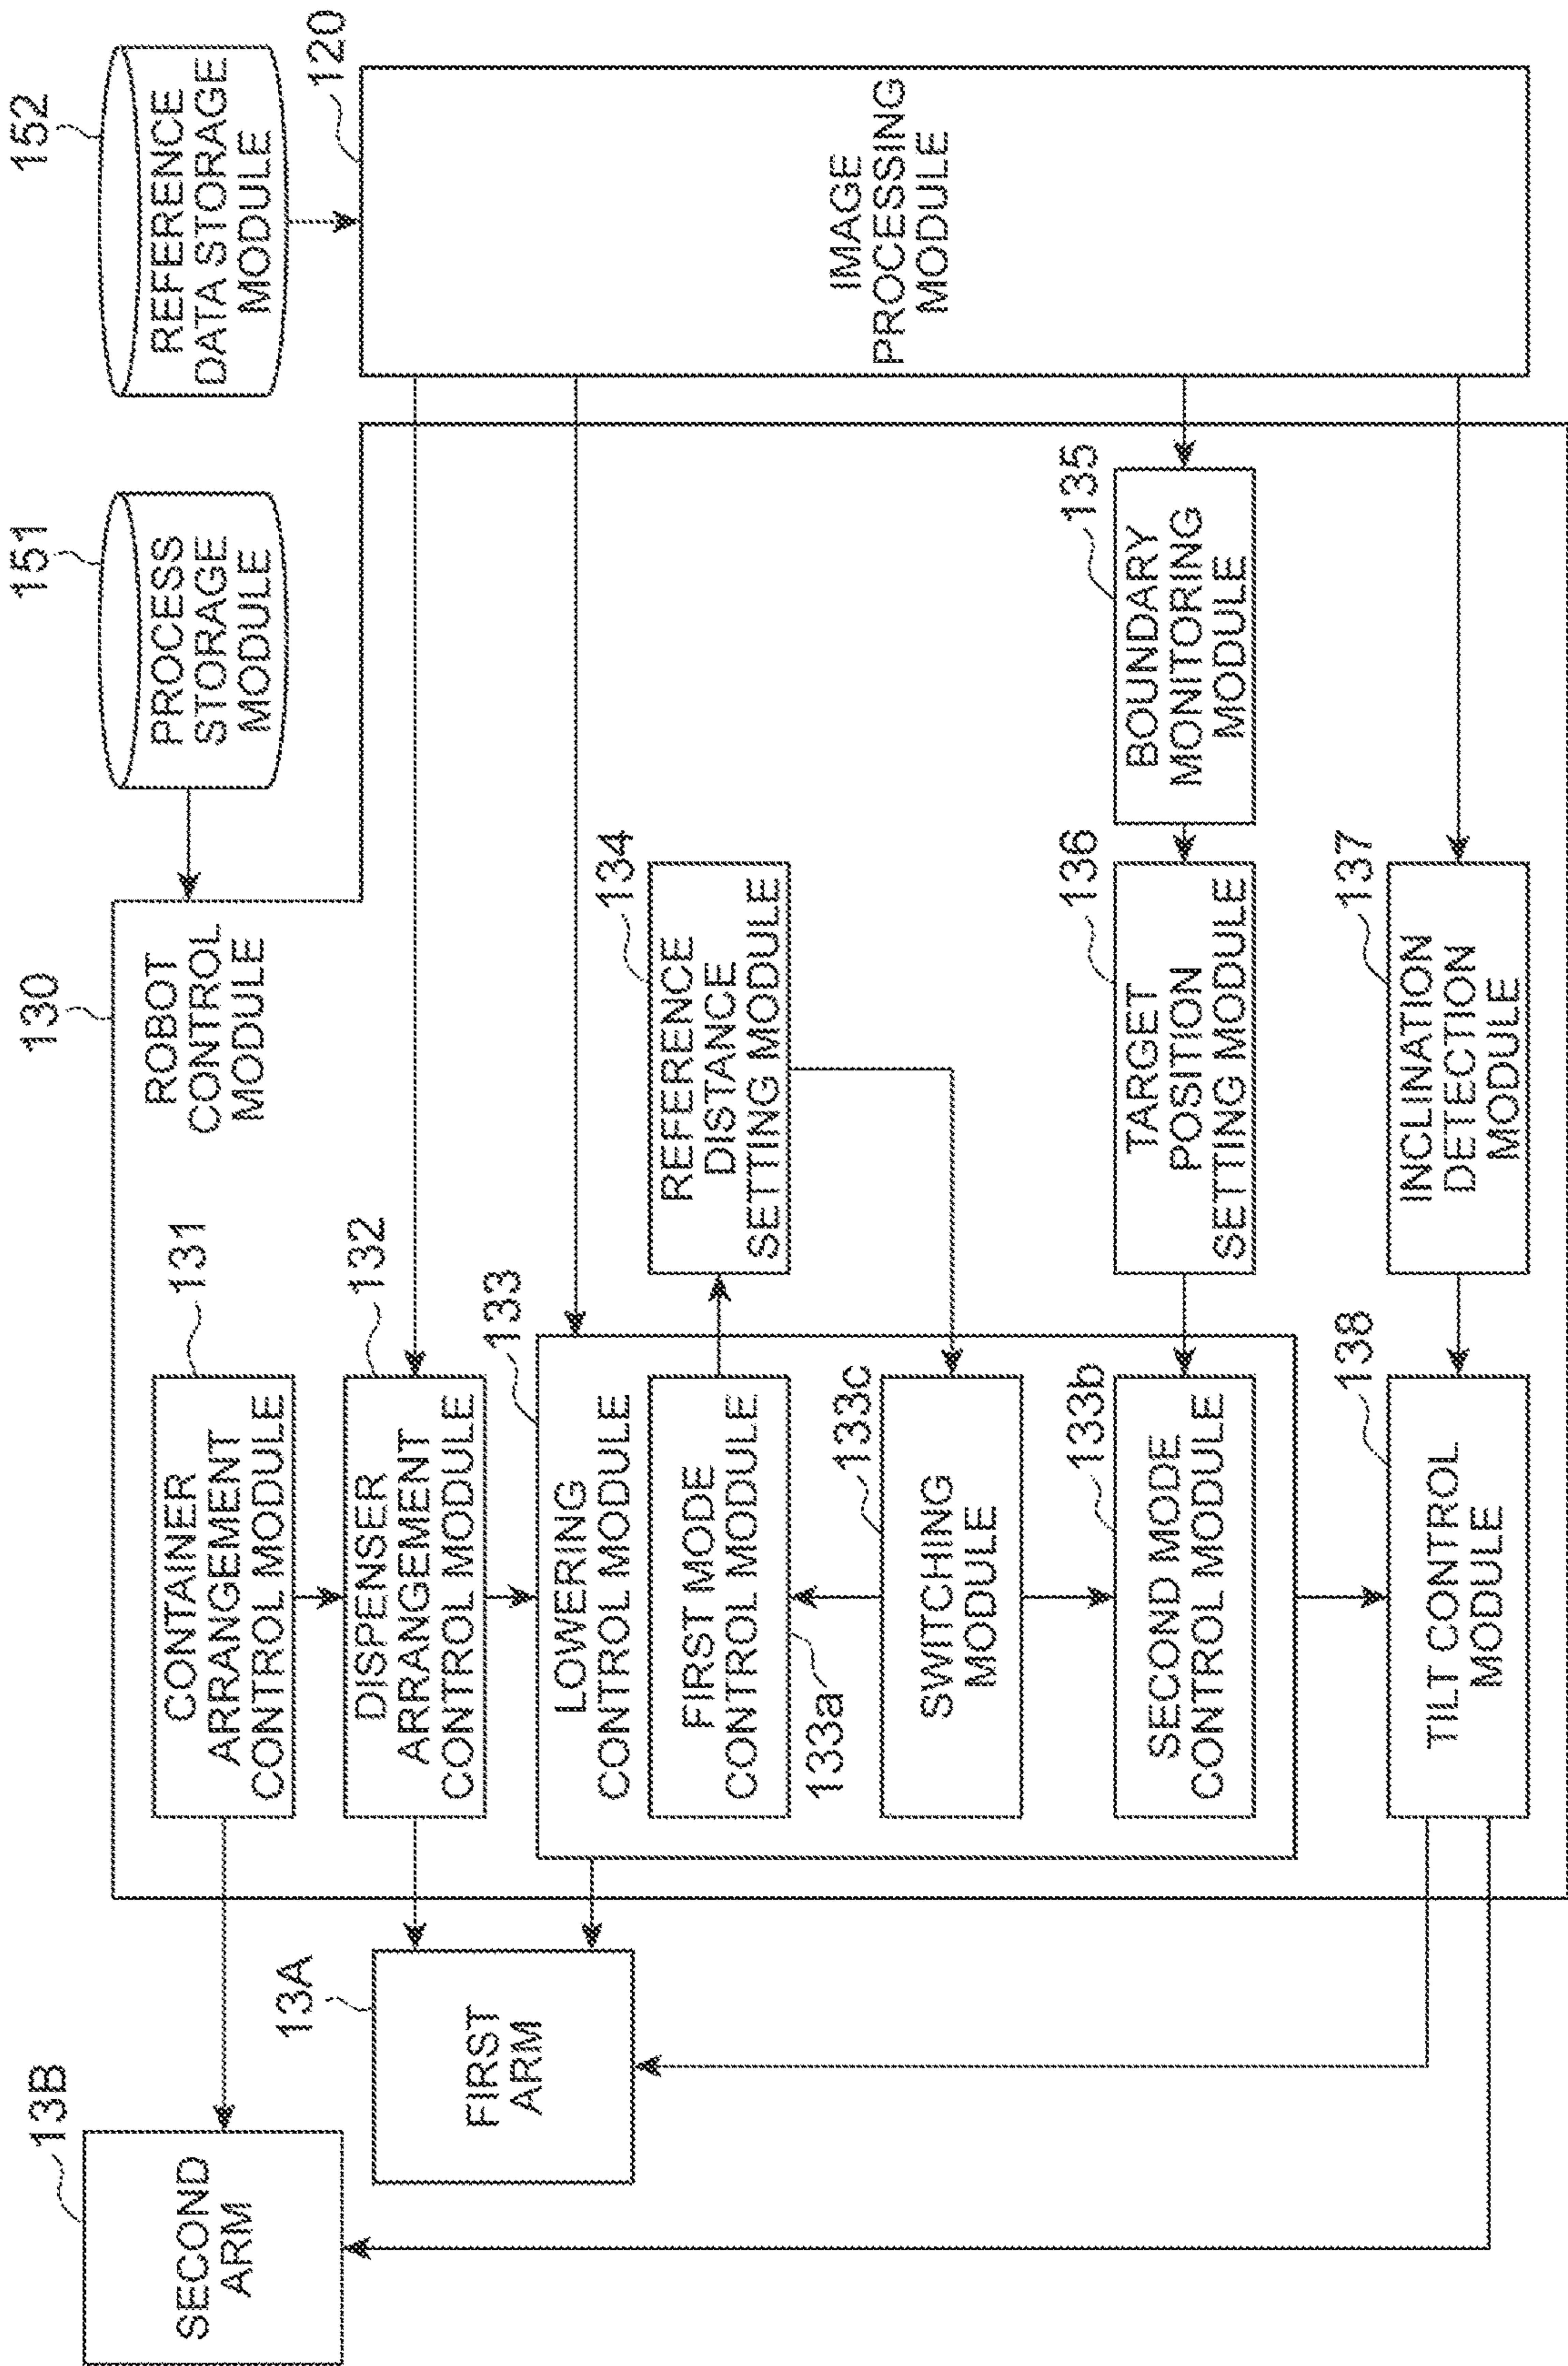 152
REFERENCE
DATA STORAGE
MODULE
120
IMAGE
PROCESSING
MODULE
151
PROCESS
STORAGE
MODULE
130
ROBOT
CONTROL
MODULE
131
CONTAINER
ARRANGEMENT
CONTROL MODULE
132
DISPENSER
ARRANGEMENT
CONTROL MODULE
133
LOWERING
CONTROL MODULE
FIRST MODE
CONTROL MODULE
133a
133c
SWITCHING
MODULE
133b
SECOND MODE
CONTROL MODULE
134
REFERENCE
DISTANCE
SETTING MODULE
135
BOUNDARY
MONITORING
MODULE
136
TARGET
POSITION
SETTING MODULE
137
INCLINATION
DETECTION
MODULE
138
TILT CONTROL
MODULE
13A
FIRST
ARM
13B
SECOND
ARM